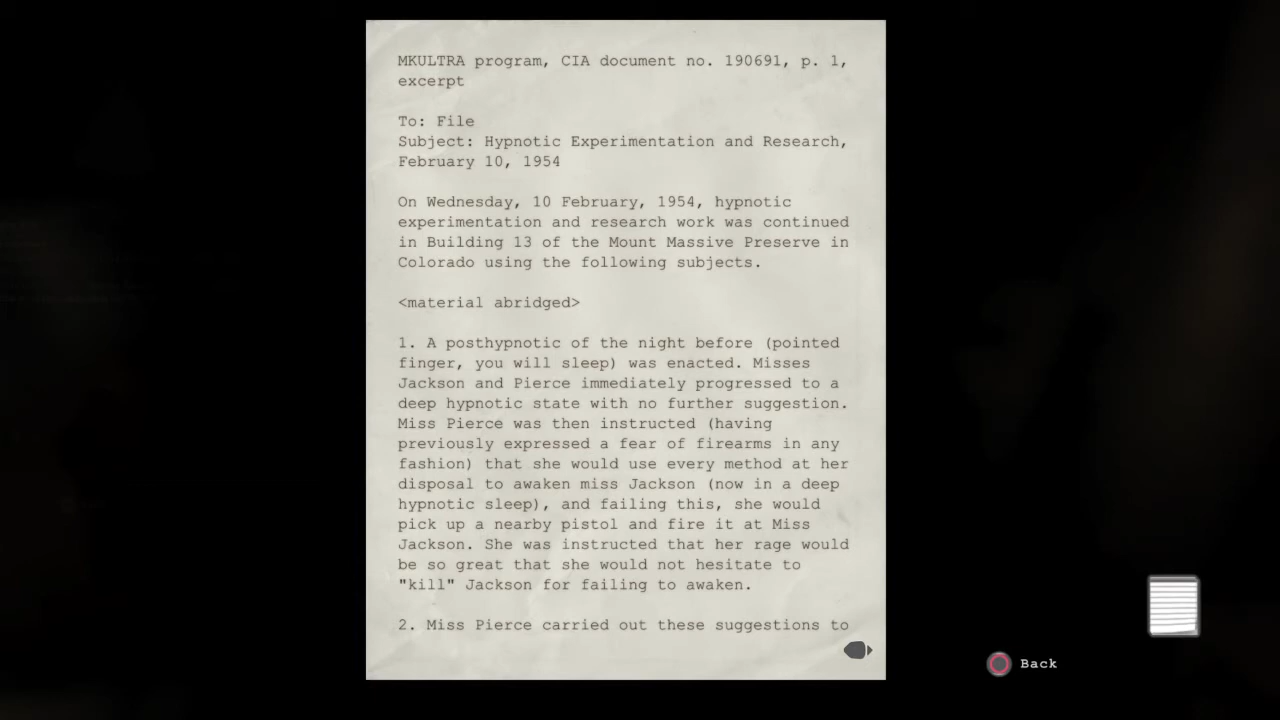 MKULTRA program, CIA document no. 190691, p. 1,
excerpt
To: File
Subject: Hypnotic Experimentation and Research,
February 10, 1954
On Wednesday, 10 February, 1954, hypnotic
experimentation and research work was continued
in Building 13 of the Mount Massive Preserve in
Colorado using the following subjects.
<material abridged>
1. A posthypnotic of the night before (pointed
finger, you will sleep) was enacted. Misses
Jackson and Pierce immediately progressed to a
deep hypnotic state with no further suggestion.
Miss Pierce was then instructed (having
previously expressed a fear of firearms in any
fashion) that she would use every method at her
disposal to awaken miss Jackson (now in a deep
hypnotic sleep), and failing this, she would
pick up a nearby pistol and fire it at Miss
Jackson. She was instructed that her rage would
be so great that she would not hesitate to
"kill" Jackson for failing to awaken.
2. Miss Pierce carried out these suggestions to
Back